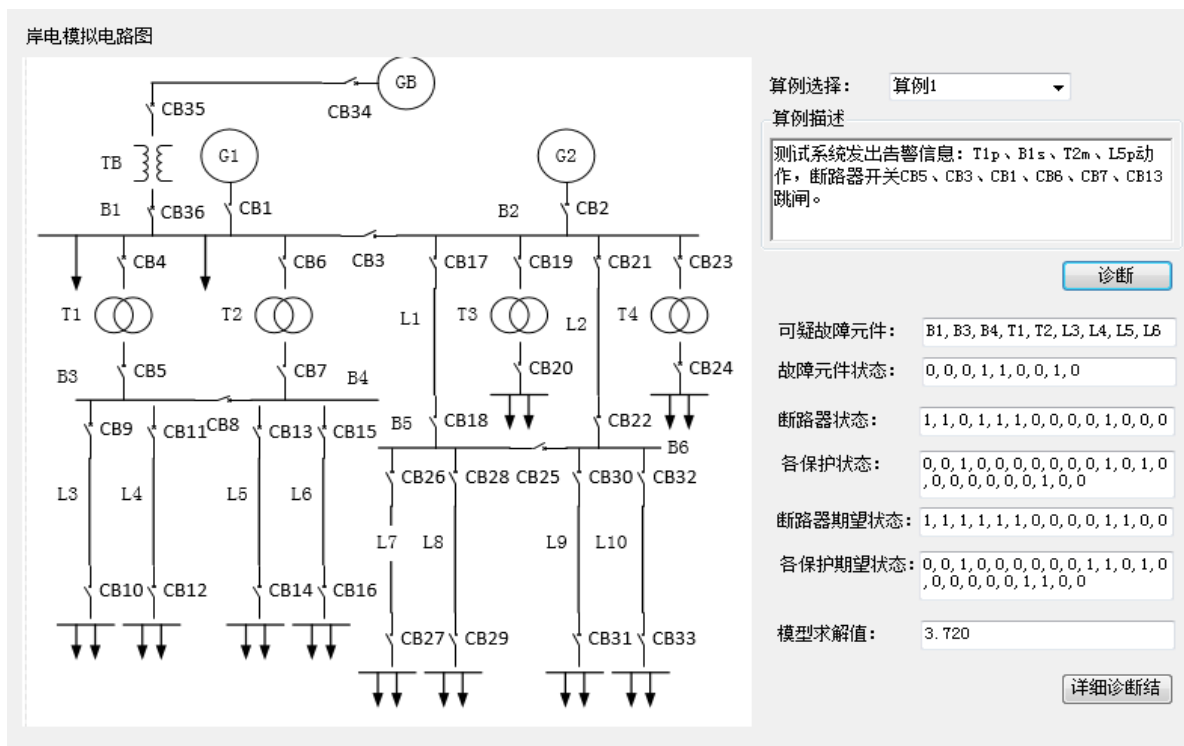 岸电模拟电路图
GB
CB35
CB34
TB
G1
G2
B1
CB36
CB1
B2
CB2
CB4
CB6
CB3
CB17
CB19
CB21
CB23
T1
T2
L1
T3
L2
T4
B3
CB5
CB7
B4
CB20
CB24
CB9
CB11
CB8
CB13
CB15
B5
CB18
CB22
B6
CB26
CB28
CB25
CB30
CB32
L3
L4
L5
L6
L7
L8
L9
L10
CB10
CB12
CB14
CB16
CB27
CB29
CB31
CB33
算例选择: 算例1
算例描述
测试系统发出告警信息: T1p、B1s、T2m、L5p动
作，断路器开关CB5、CB3、CB1、CB6、CB7、CB13
跳闸。
诊断
可疑故障元件: B1,B3,B4,T1,T2,L3,L4,L5,L6
故障元件状态: 0,0,0,1,1,0,0,1,0
断路器状态: 1,1,0,1,1,1,0,0,0,0,1,0,0,0
各保护状态: 0,0,1,0,0,0,0,0,0,0,1,0,1,0
,0,0,0,0,0,0,1,0,0
断路器期望状态: 1,1,1,1,1,1,0,0,0,0,1,1,0,0
各保护期望状态: 0,0,1,0,0,0,0,0,0,1,1,0,1,0
,0,0,0,0,0,1,1,0,0
模型求解值: 3.720
详细诊断结